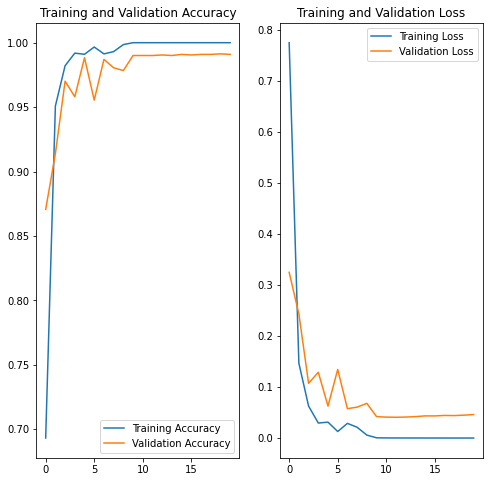 Training and Validation Accuracy
1.00
0.95
0.90
0.85
0.80
0.75
0.70
Training Accuracy
Validation Accuracy
0 5 10 15
Training and Validation Loss
Training Loss
Validation Loss
0.8
0.7
0.6
0.5
0.4
0.3
0.2
0.1
0.0
0 5 10 15